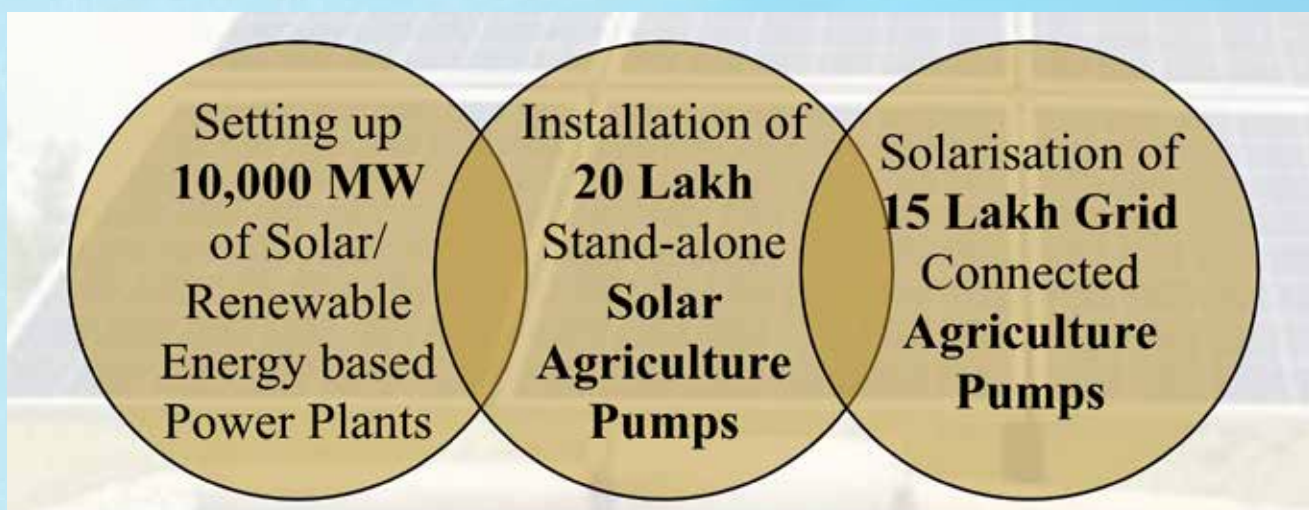 Setting up
10,000 MW
of Solar/
Renewable
Energy based
Power Plants
Installation of
20 Lakh
Stand-alone
Solar
Agriculture
Pumps
Solarisation of
15 Lakh Grid
Connected
Agriculture
Pumps